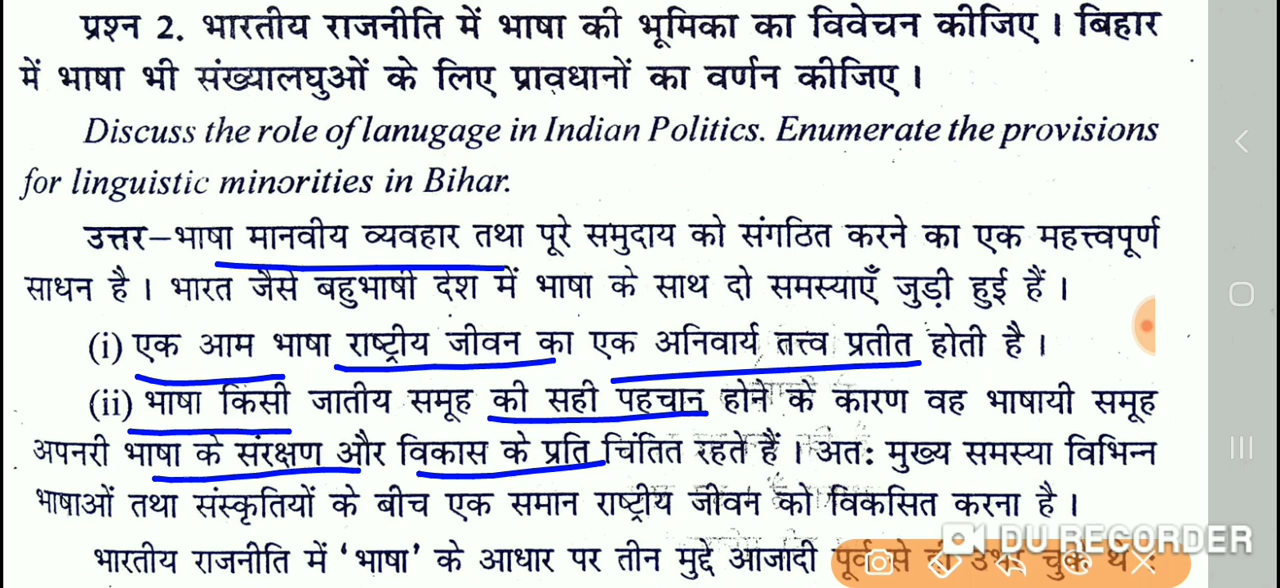 प्रश्न 2. भारतीय राजनीति में भाषा की भूमिका का विवेचन कीजिए। बिहार
में भाषा भी संख्यालघुओं के लिए प्रावधानों का वर्णन कीजिए।
Discuss the role of lanugage in Indian Politics. Enumerate the provisions
for linguistic minorities in Bihar.
उत्तर–भाषा मानवीय व्यवहार तथा पूरे समुदाय को संगठित करने का एक महत्त्वपूर्ण
साधन है। भारत जैसे बहुभाषी देश में भाषा के साथ दो समस्याएँ जुड़ी हुई हैं।
(i) एक आम भाषा राष्ट्रीय जीवन का एक अनिवार्य तत्त्व प्रतीत होती है।
(ii) भाषा किसी जातीय समूह की सही पहचान होने के कारण वह भाषायी समूह
अपनरी भाषा के संरक्षण और विकास के प्रति चिंतित रहते हैं। अतः मुख्य समस्या विभिन्न
भाषाओं तथा संस्कृतियों के बीच एक समान राष्ट्रीय जीवन को विकसित करना है।
भारतीय राजनीति में 'भाषा' के आधार पर तीन मुद्दे आजादी पूर्व से
DU RECORDER